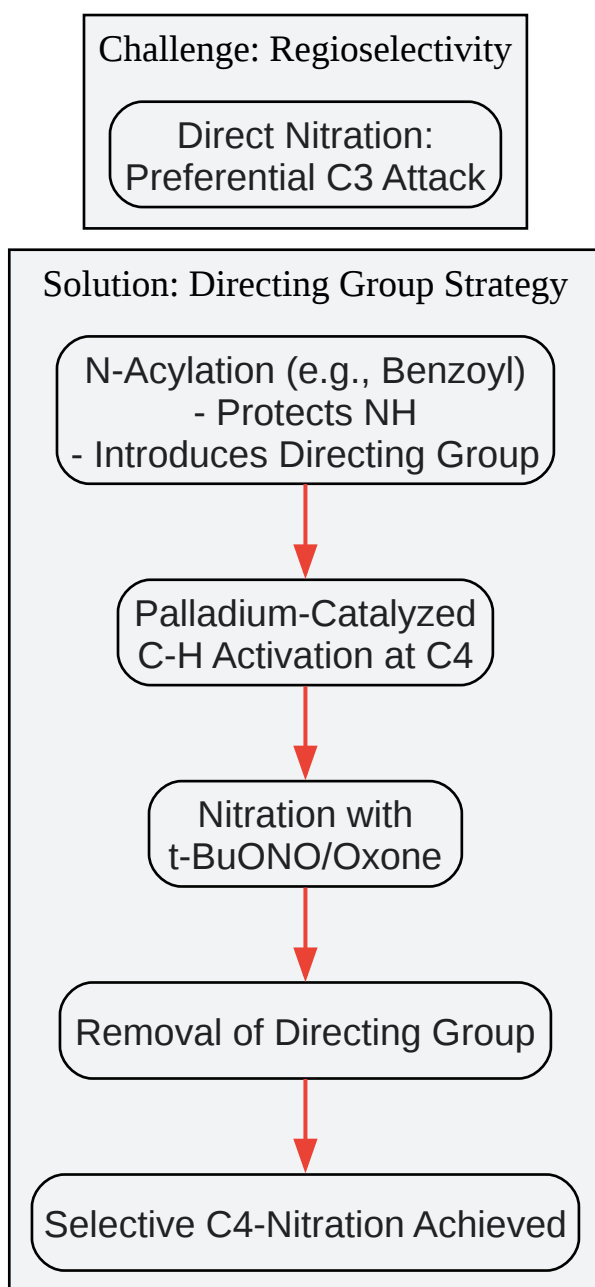 Challenge: Regioselectivity
Direct Nitration:
Preferential C3 Attack
Solution: Directing Group Strategy
N-Acylation (e.g., Benzoyl)
- Protects NH
- Introduces Directing Group
Palladium-Catalyzed
C-H Activation at C4
Nitration with
t-BuONO/Oxone
Removal of Directing Group
Selective C4-Nitration Achieved